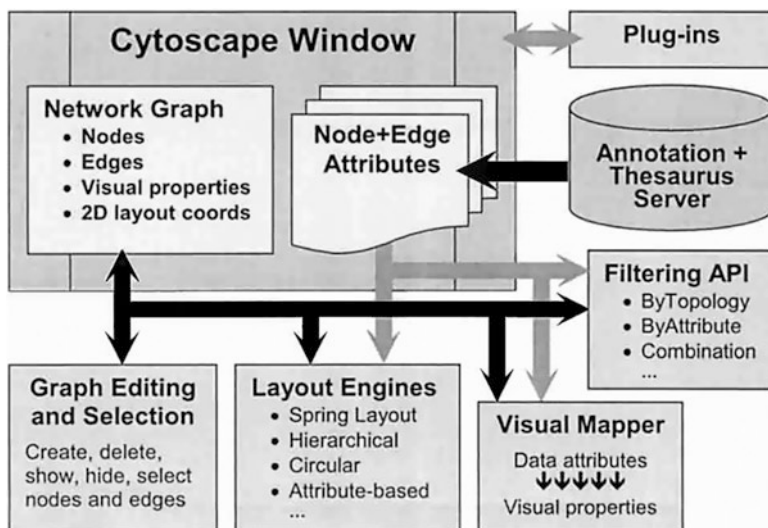 Cytoscape Window
Plug-ins
Network Graph
• Nodes
• Edges
• Visual properties
• 2D layout coords
Node+Edge
Attributes
Annotation +
Thesaurus
Server
Filtering API
• ByTopology
• ByAttribute
• Combination
...
Graph Editing
and Selection
Create, delete,
show, hide, select
nodes and edges
Layout Engines
• Spring Layout
• Hierarchical
• Circular
• Attribute-based
...
Visual Mapper
Data attributes
Visual properties